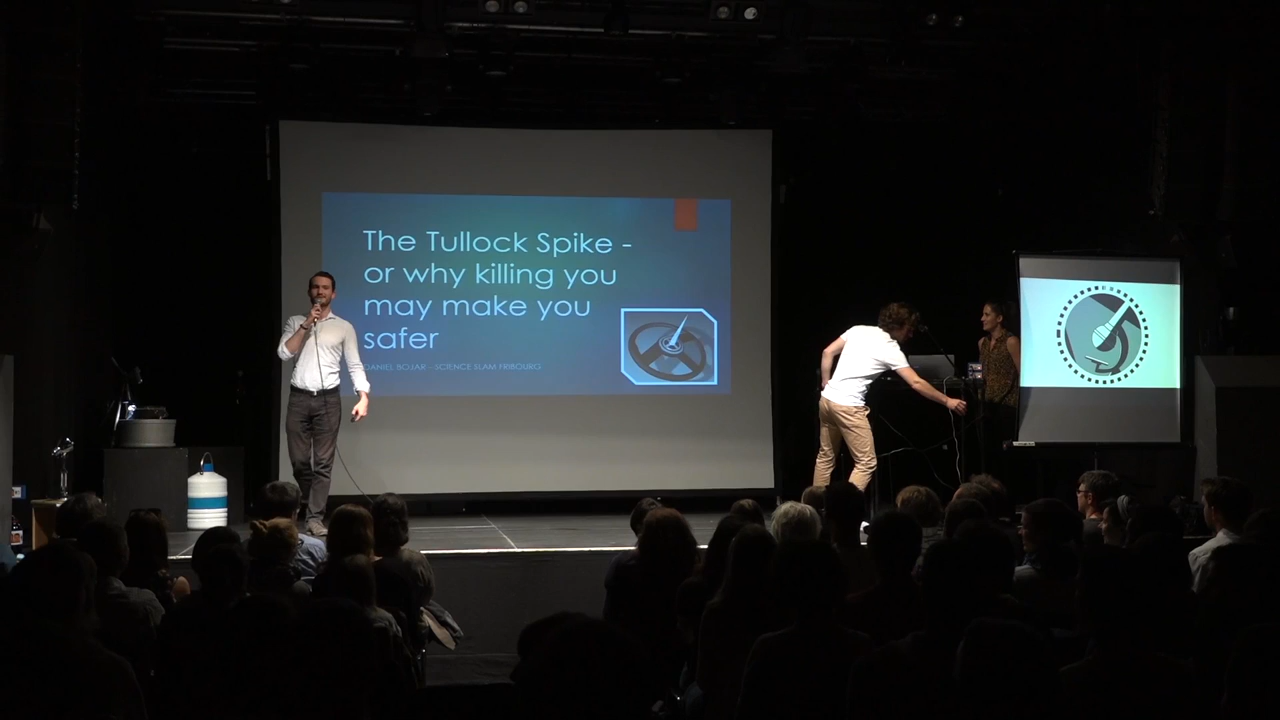 The Tullock Spike -
or why killing you
may make you
safer
DANIEL BOJAR - SCIENCE SLAM FRIBOURG